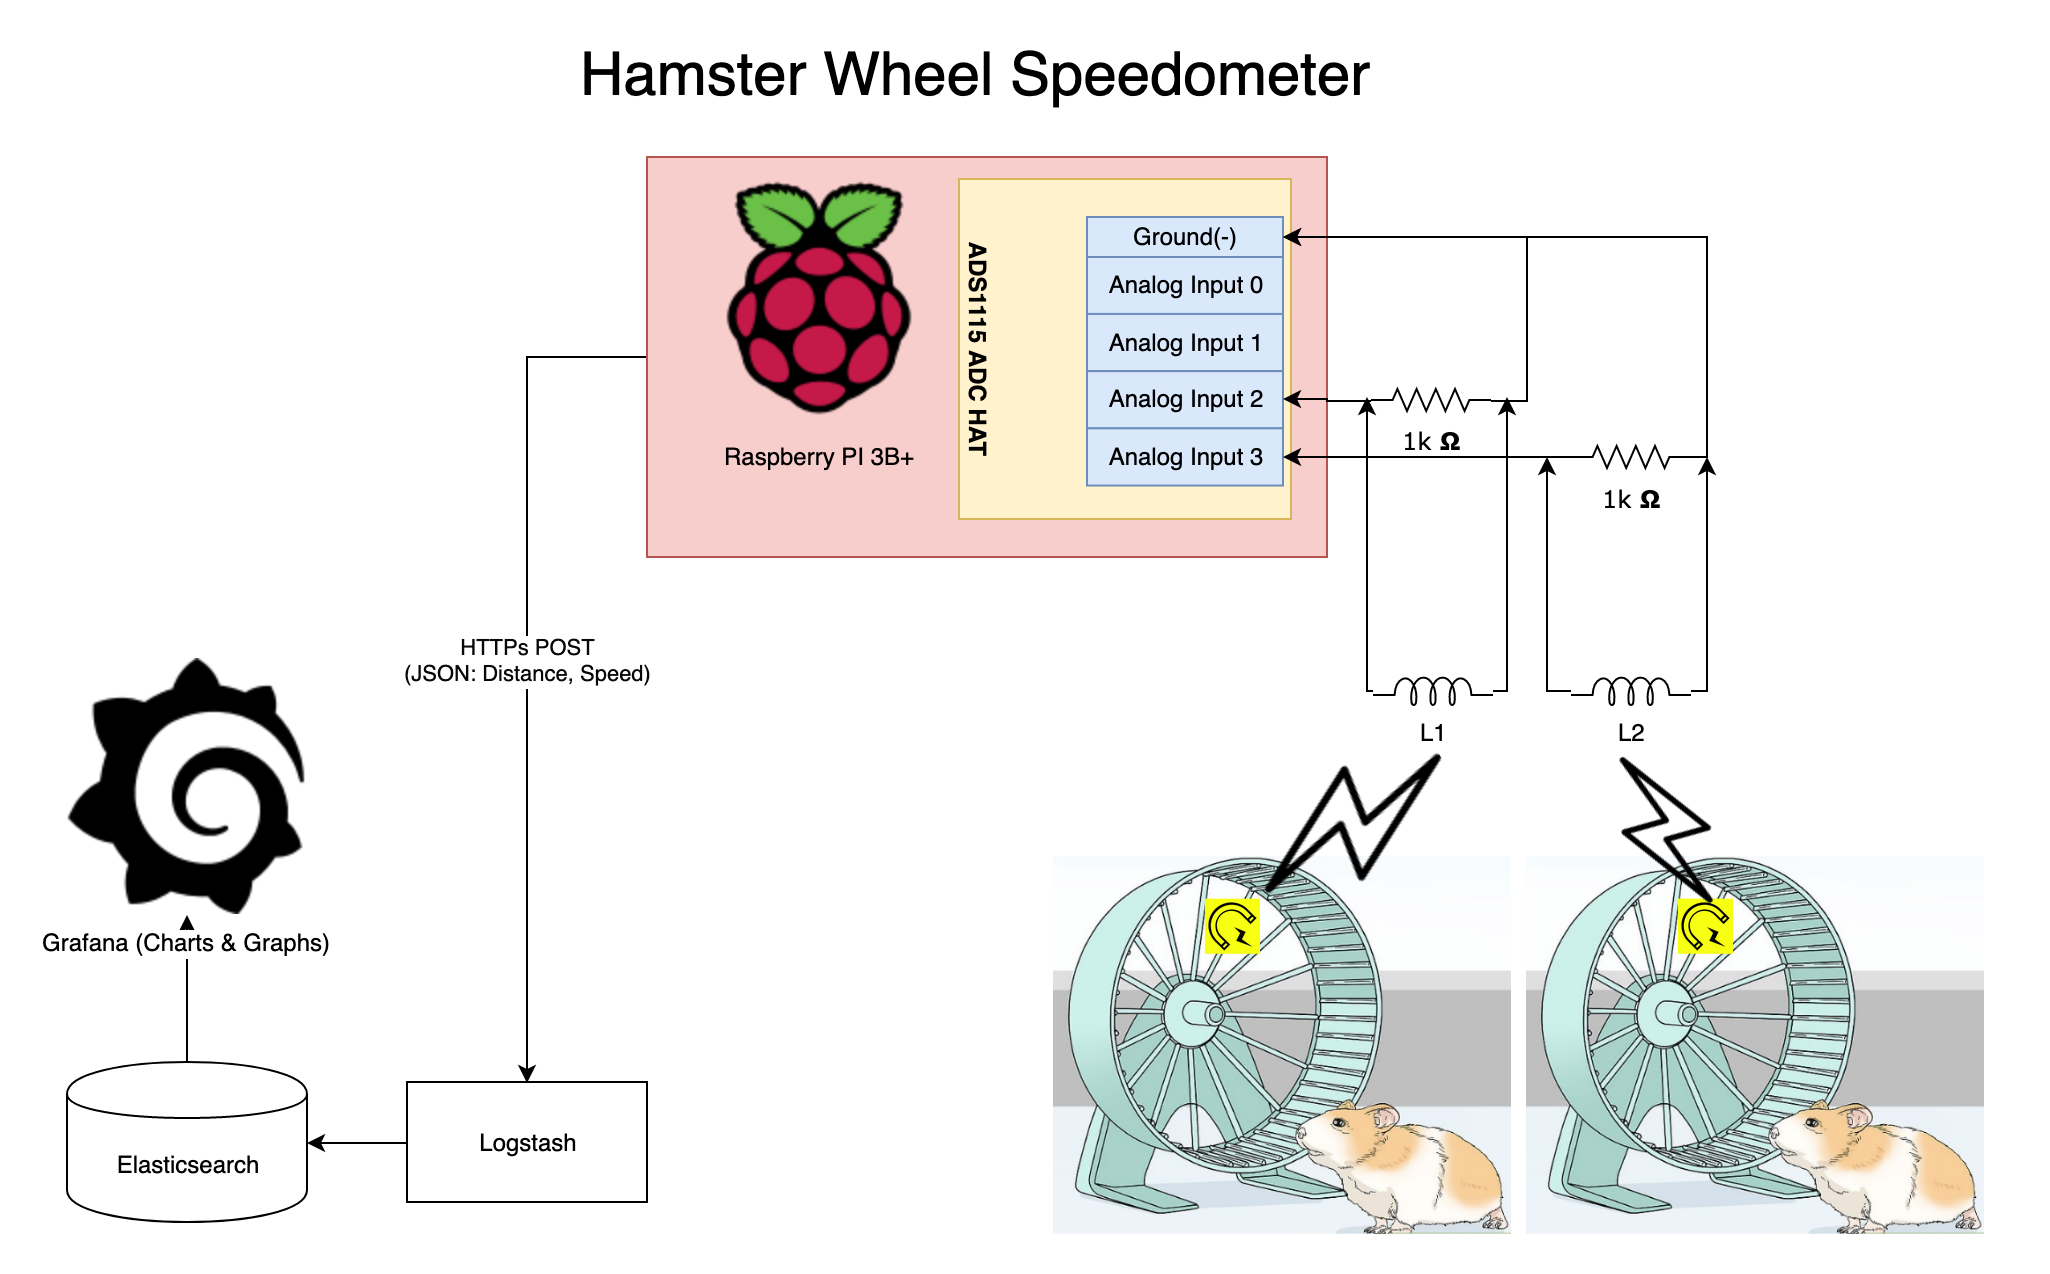 Hamster Wheel Speedometer
Ground(-)
Analog Input 0
Analog Input 1
Analog Input 2
Analog Input 3
ADS1115 ADC HAT
Raspberry PI 3B+
1k Ω
1k Ω
HTTPs POST
(JSON: Distance, Speed)
L1
L2
Grafana (Charts & Graphs)
Elasticsearch
Logstash